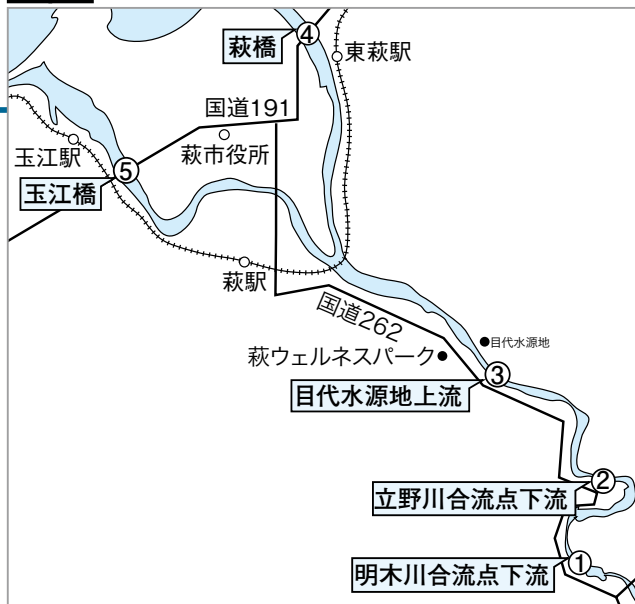 萩橋
④
東萩駅
国道191
萩市役所
玉江駅
⑤
玉江橋
萩駅
国道262
目代水源地
萩ウェルネスパーク
③
目代水源地上流
②
立野川合流点下流
①
明木川合流点下流